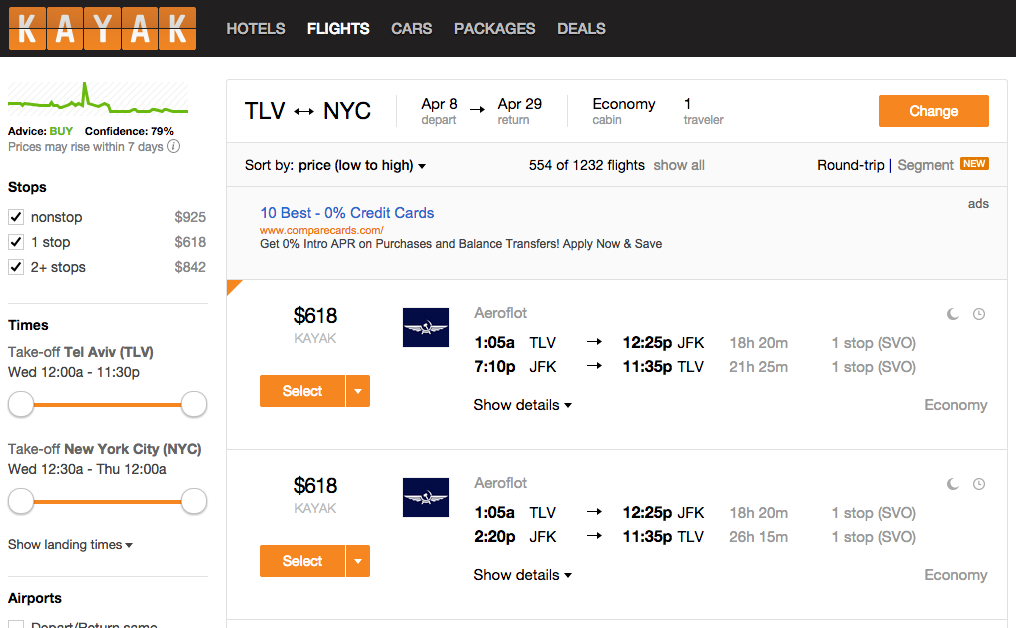 KAYAK HOTELS FLIGHTS CARS PACKAGES DEALS
Advice: BUY Confidence: 79%
Prices may rise within 7 days i
Stops
nonstop $925
1 stop $618
2+ stops $842
Times
Take-off Tel Aviv (TLV)
Wed 12:00a - 11:30p
Take-off New York City (NYC)
Wed 12:30a - Thu 12:00a
Show landing times
Airports
Depart/Return same
TLV ↔ NYC Apr 8 → Apr 29 Economy 1 Change
depart return cabin traveler
Sort by: price (low to high) 554 of 1232 flights show all Round-trip | Segment NEW
ads
10 Best - 0% Credit Cards
www.comparecards.com/
Get 0% Intro APR on Purchases and Balance Transfers! Apply Now & Save
$618 Aeroflot
KAYAK
1:05a TLV → 12:25p JFK 18h 20m 1 stop (SVO)
7:10p JFK → 11:35p TLV 21h 25m 1 stop (SVO)
Select
Show details Economy
$618 Aeroflot
KAYAK
1:05a TLV → 12:25p JFK 18h 20m 1 stop (SVO)
2:20p JFK → 11:35p TLV 26h 15m 1 stop (SVO)
Select
Show details Economy